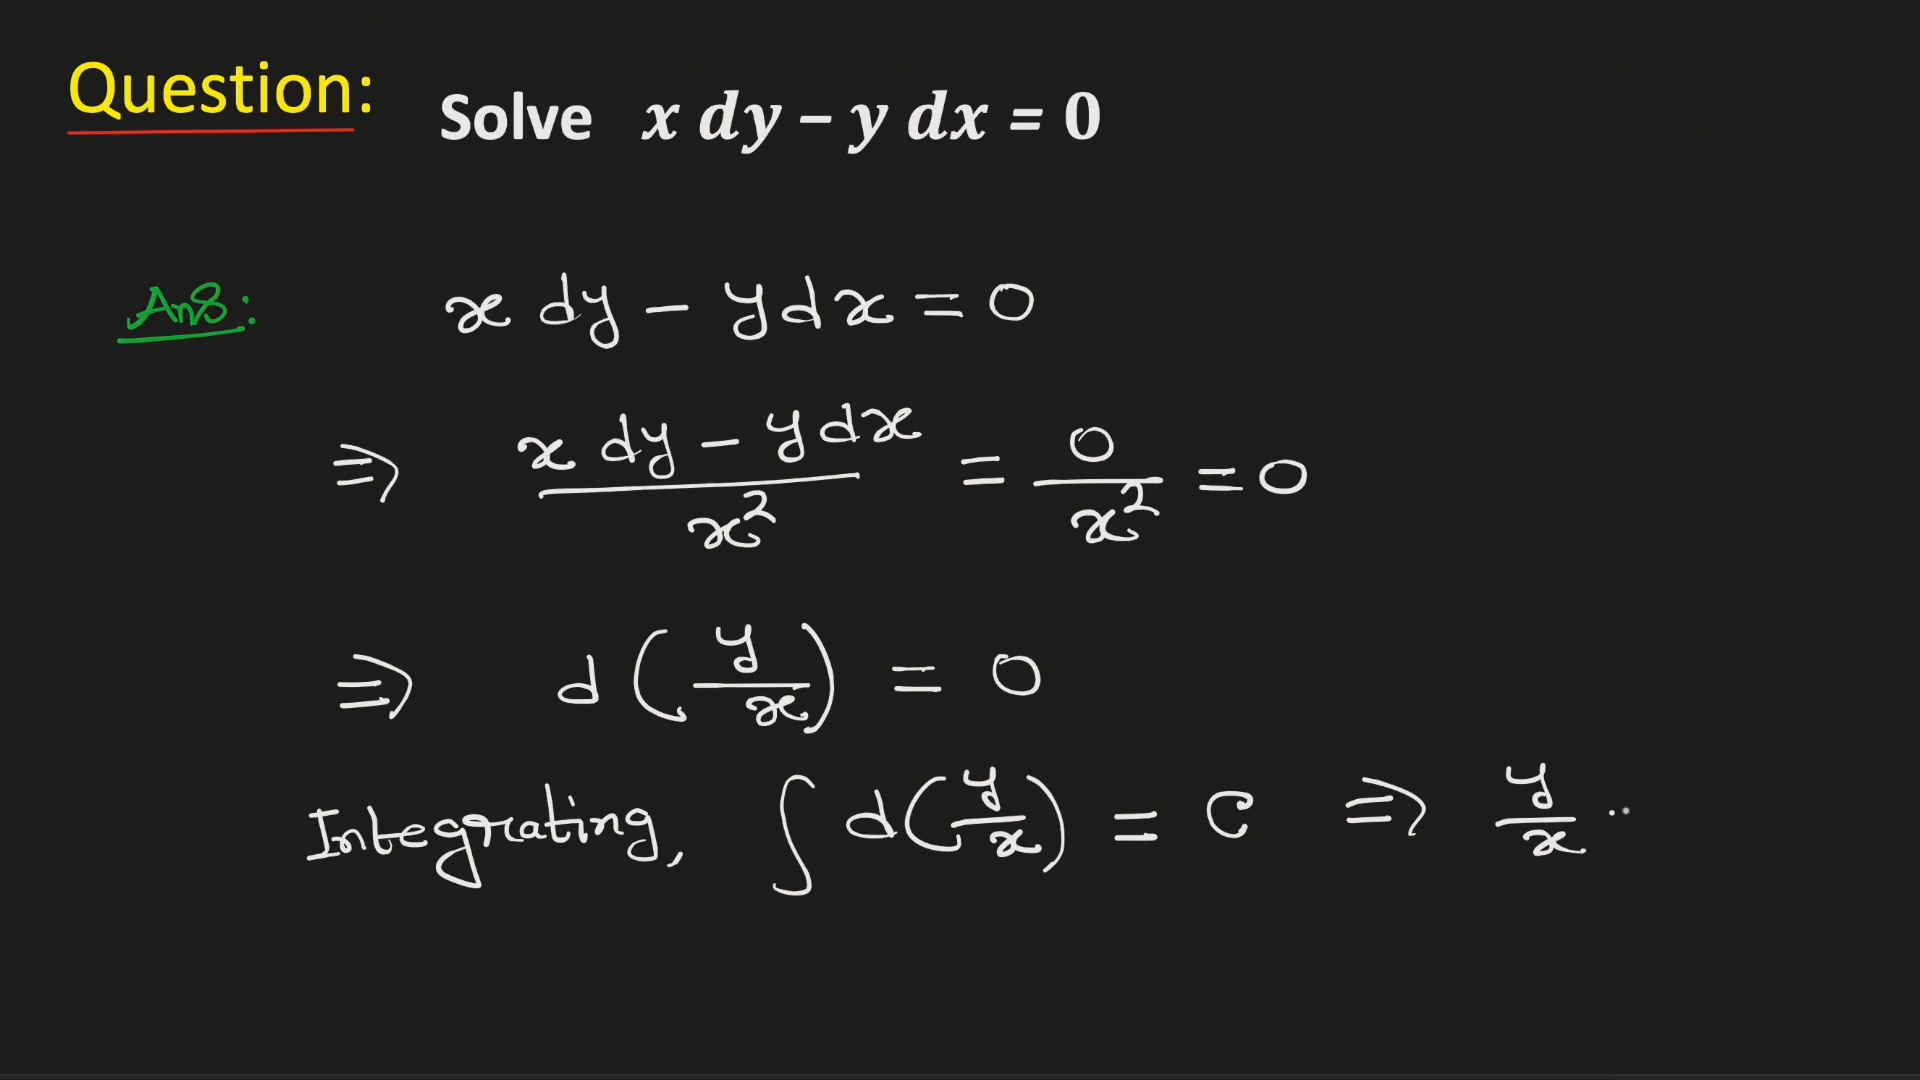 Question: Solve x dy – y dx = 0
Ans: x dy - y dx = 0
⇒ (x dy - y dx)/x² = 0/x² = 0
⇒ d(y/x) = 0
Integrating, ∫ d(y/x) = c ⇒ y/x